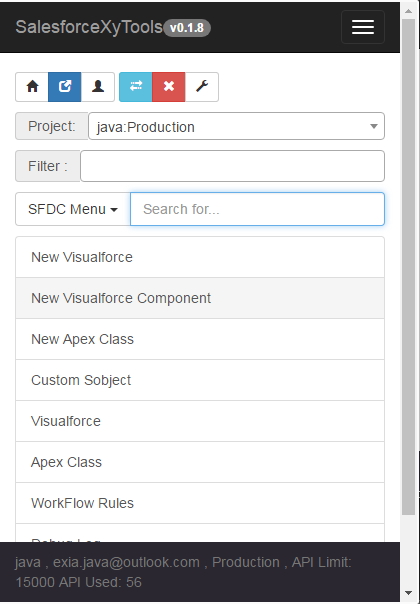 SalesforceXyTools v0.1.8
Project: java:Production
Filter :
SFDC Menu Search for...
New Visualforce
New Visualforce Component
New Apex Class
Custom Sobject
Visualforce
Apex Class
WorkFlow Rules
Debug Log
java , exia.java@outlook.com , Production , API Limit:
15000 API Used: 56